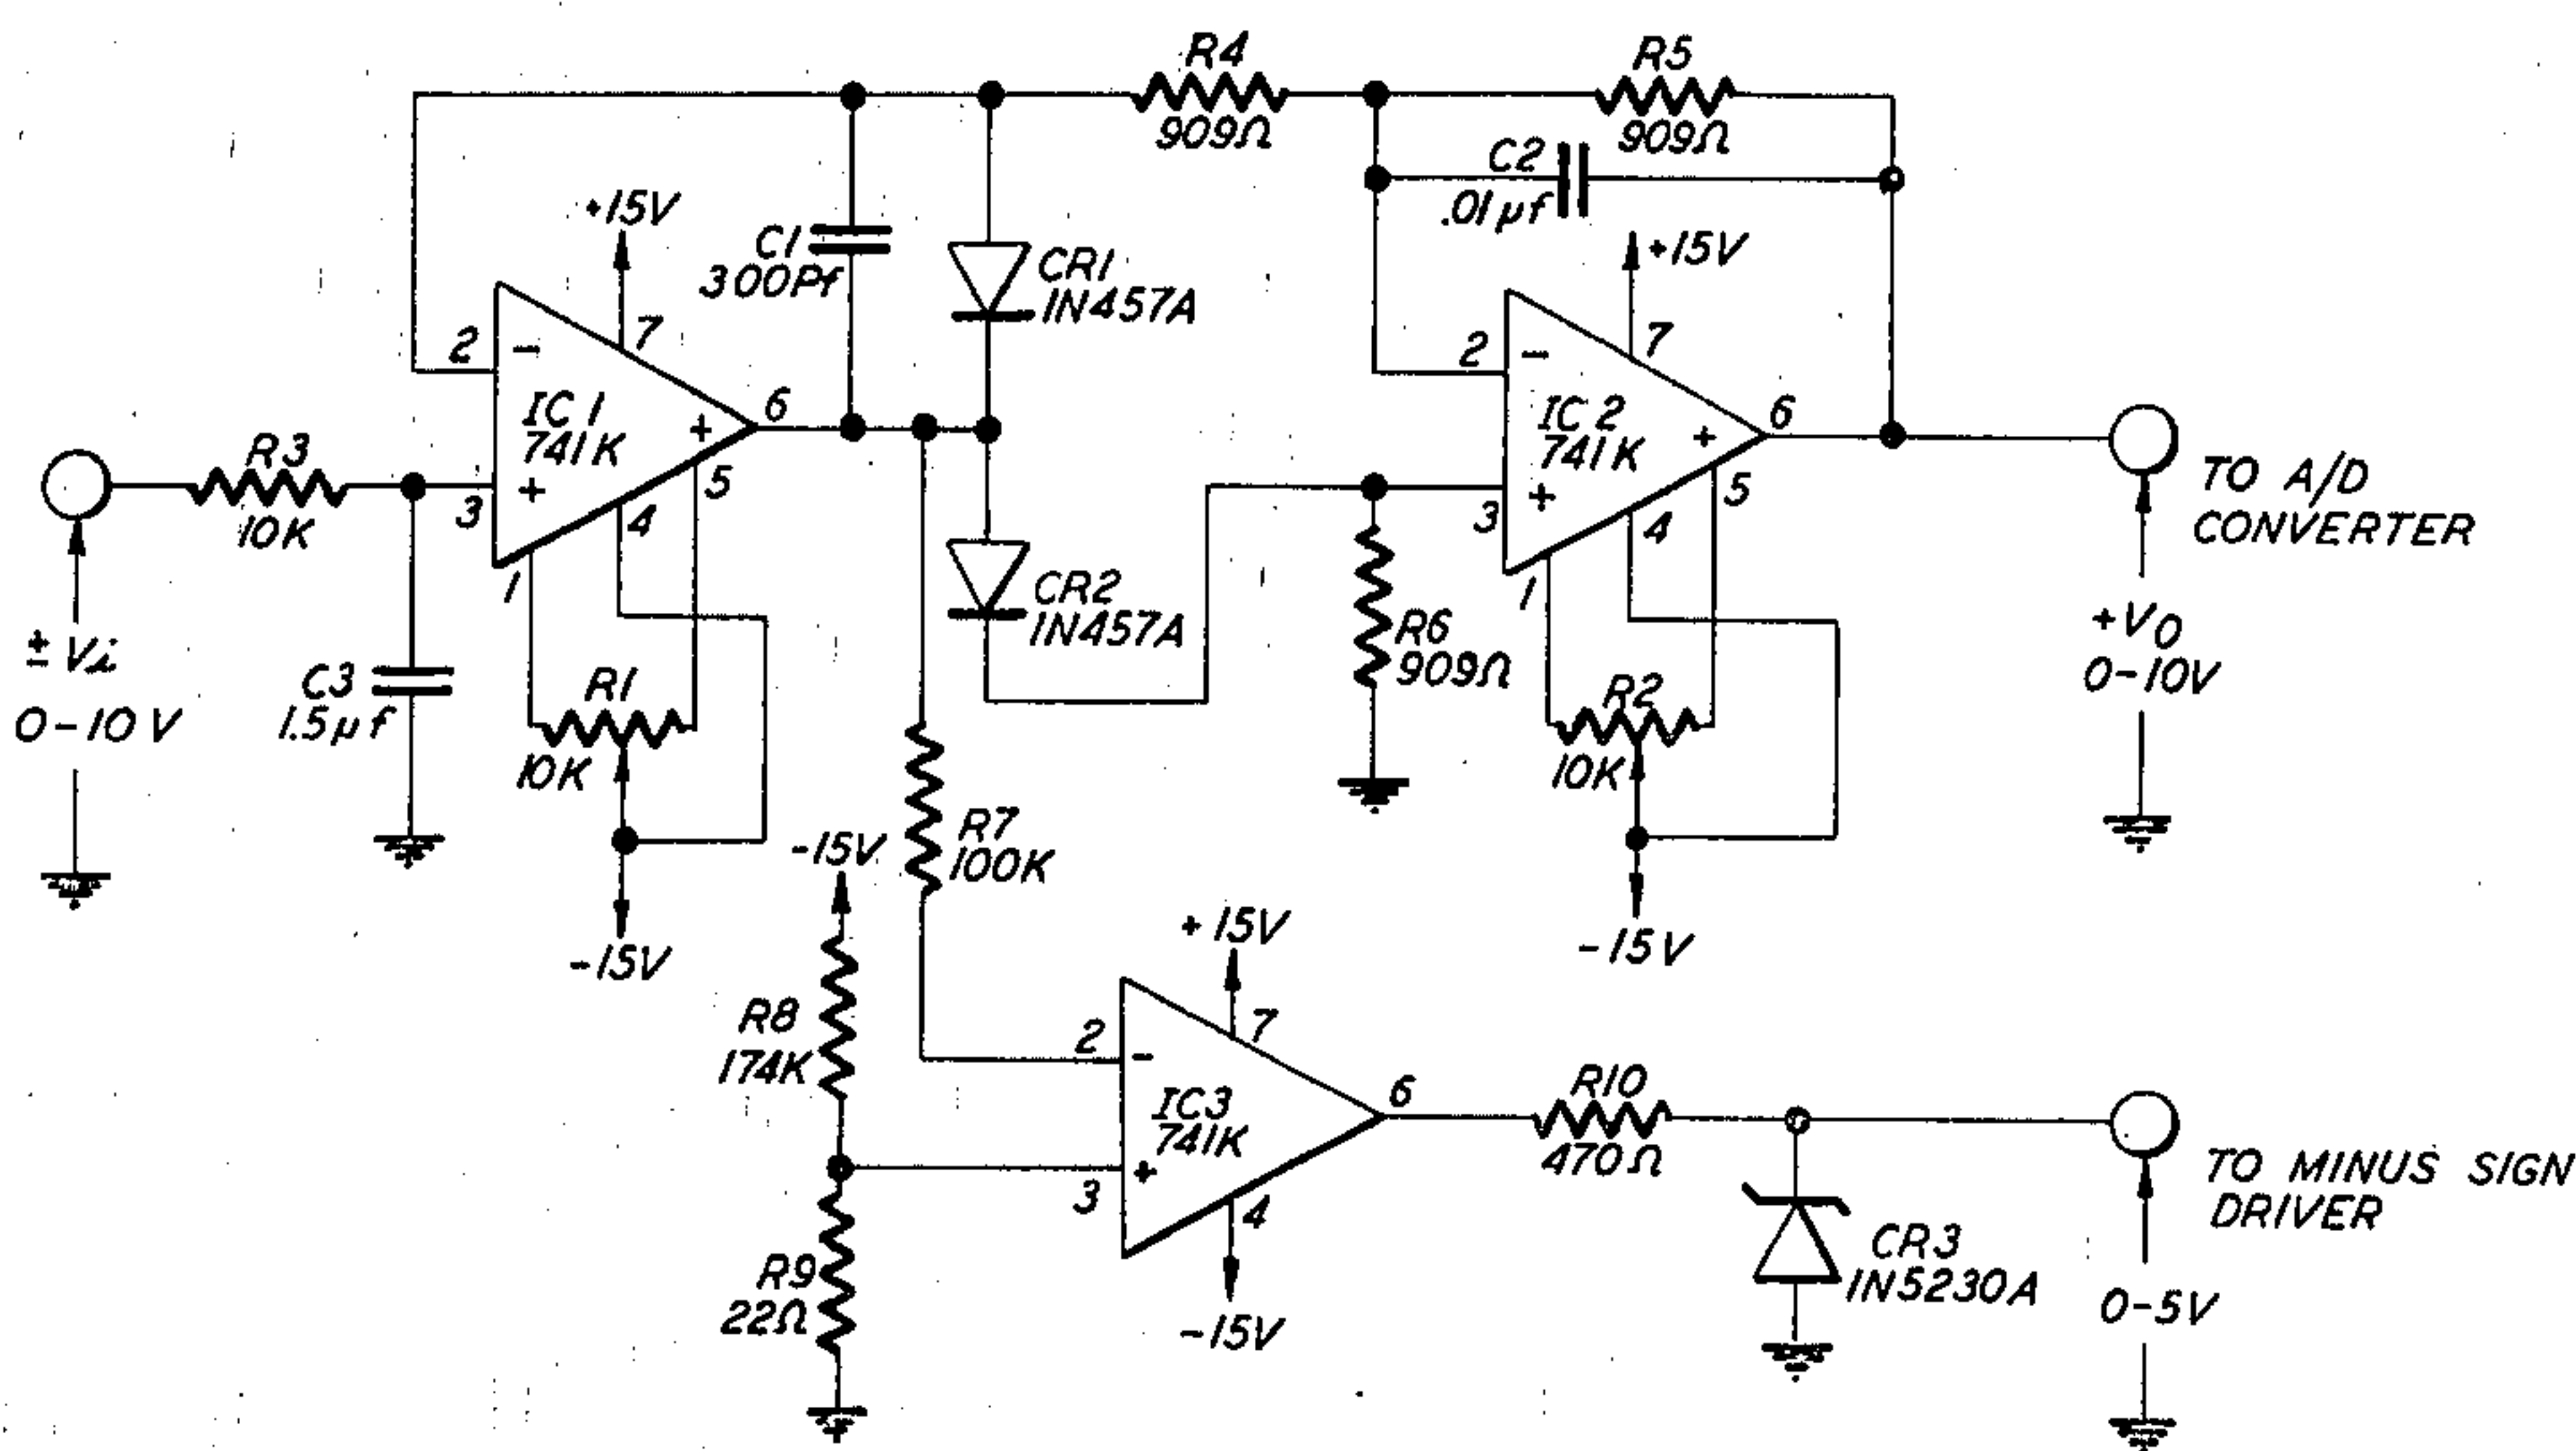 R4
909Ω
R5
909Ω
C2
.01μf
+15V
C1
300Pf
CR1
IN457A
+15V
2
-
7
IC1
741K
+
6
5
+
3
4
1
R3
10K
± Vi
0-10V
C3
1.5μf
R1
10K
-15V
CR2
IN457A
2
-
7
IC2
741K
+
6
5
+
3
4
1
R6
909Ω
R2
10K
-15V
TO A/D
CONVERTER
+VO
0-10V
R7
100K
-15V
R8
174K
R9
22Ω
+15V
2
-
7
IC3
741K
6
+
3
4
-15V
R10
470Ω
CR3
IN5230A
TO MINUS SIGN
DRIVER
0-5V